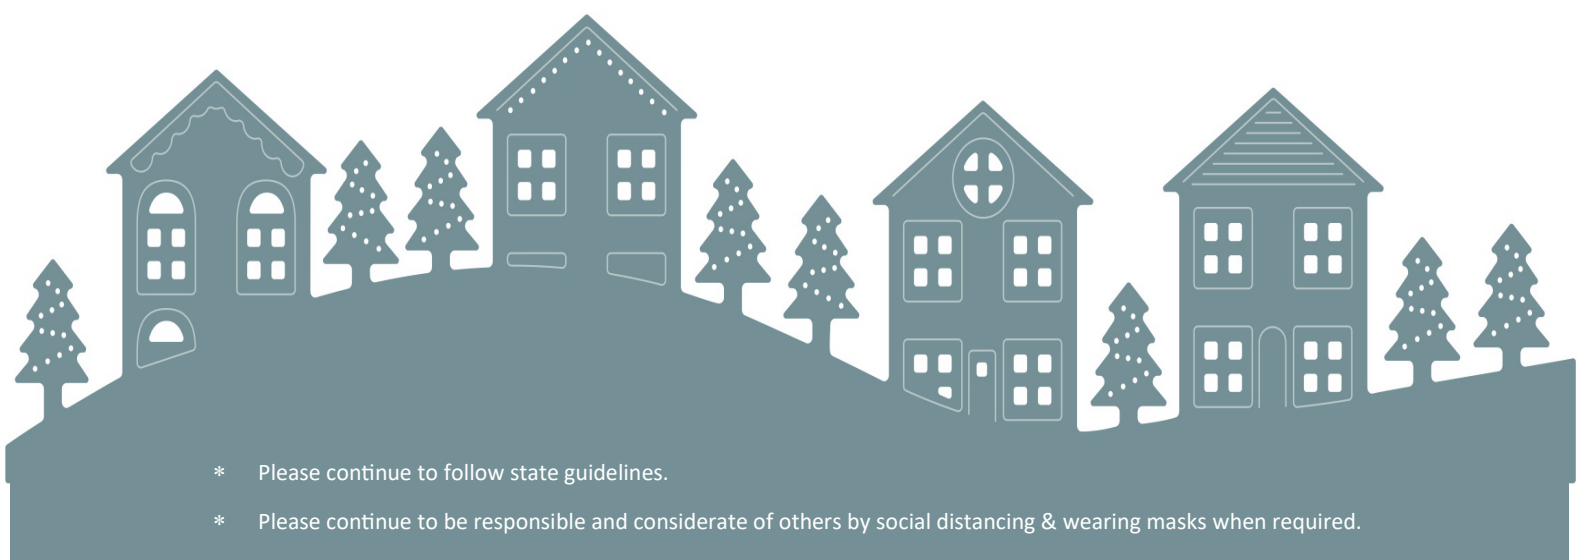 * Please continue to follow state guidelines.
* Please continue to be responsible and considerate of others by social distancing & wearing masks when required.